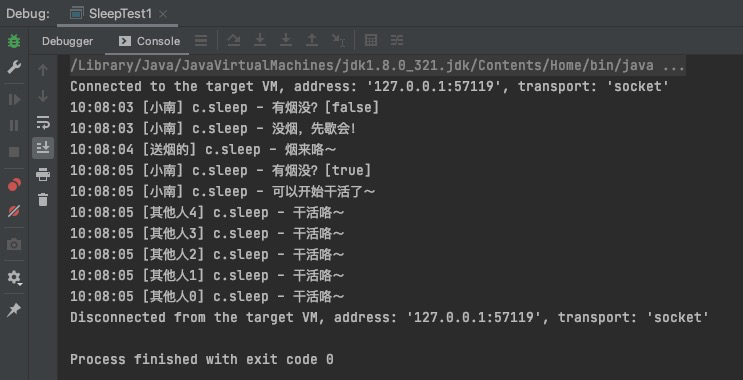 Debug: SleepTest1
Debugger Console
/Library/Java/JavaVirtualMachines/jdk1.8.0_321.jdk/Contents/Home/bin/java ...
Connected to the target VM, address: '127.0.0.1:57119', transport: 'socket'
10:08:03 [小南] c.sleep - 有烟没？[false]
10:08:03 [小南] c.sleep - 没烟，先歇会！
10:08:04 [送烟的] c.sleep - 烟来咯～
10:08:05 [小南] c.sleep - 有烟没？[true]
10:08:05 [小南] c.sleep - 可以开始干活了～
10:08:05 [其他人4] c.sleep - 干活咯～
10:08:05 [其他人3] c.sleep - 干活咯～
10:08:05 [其他人2] c.sleep - 干活咯～
10:08:05 [其他人1] c.sleep - 干活咯～
10:08:05 [其他人0] c.sleep - 干活咯～
Disconnected from the target VM, address: '127.0.0.1:57119', transport: 'socket'
Process finished with exit code 0